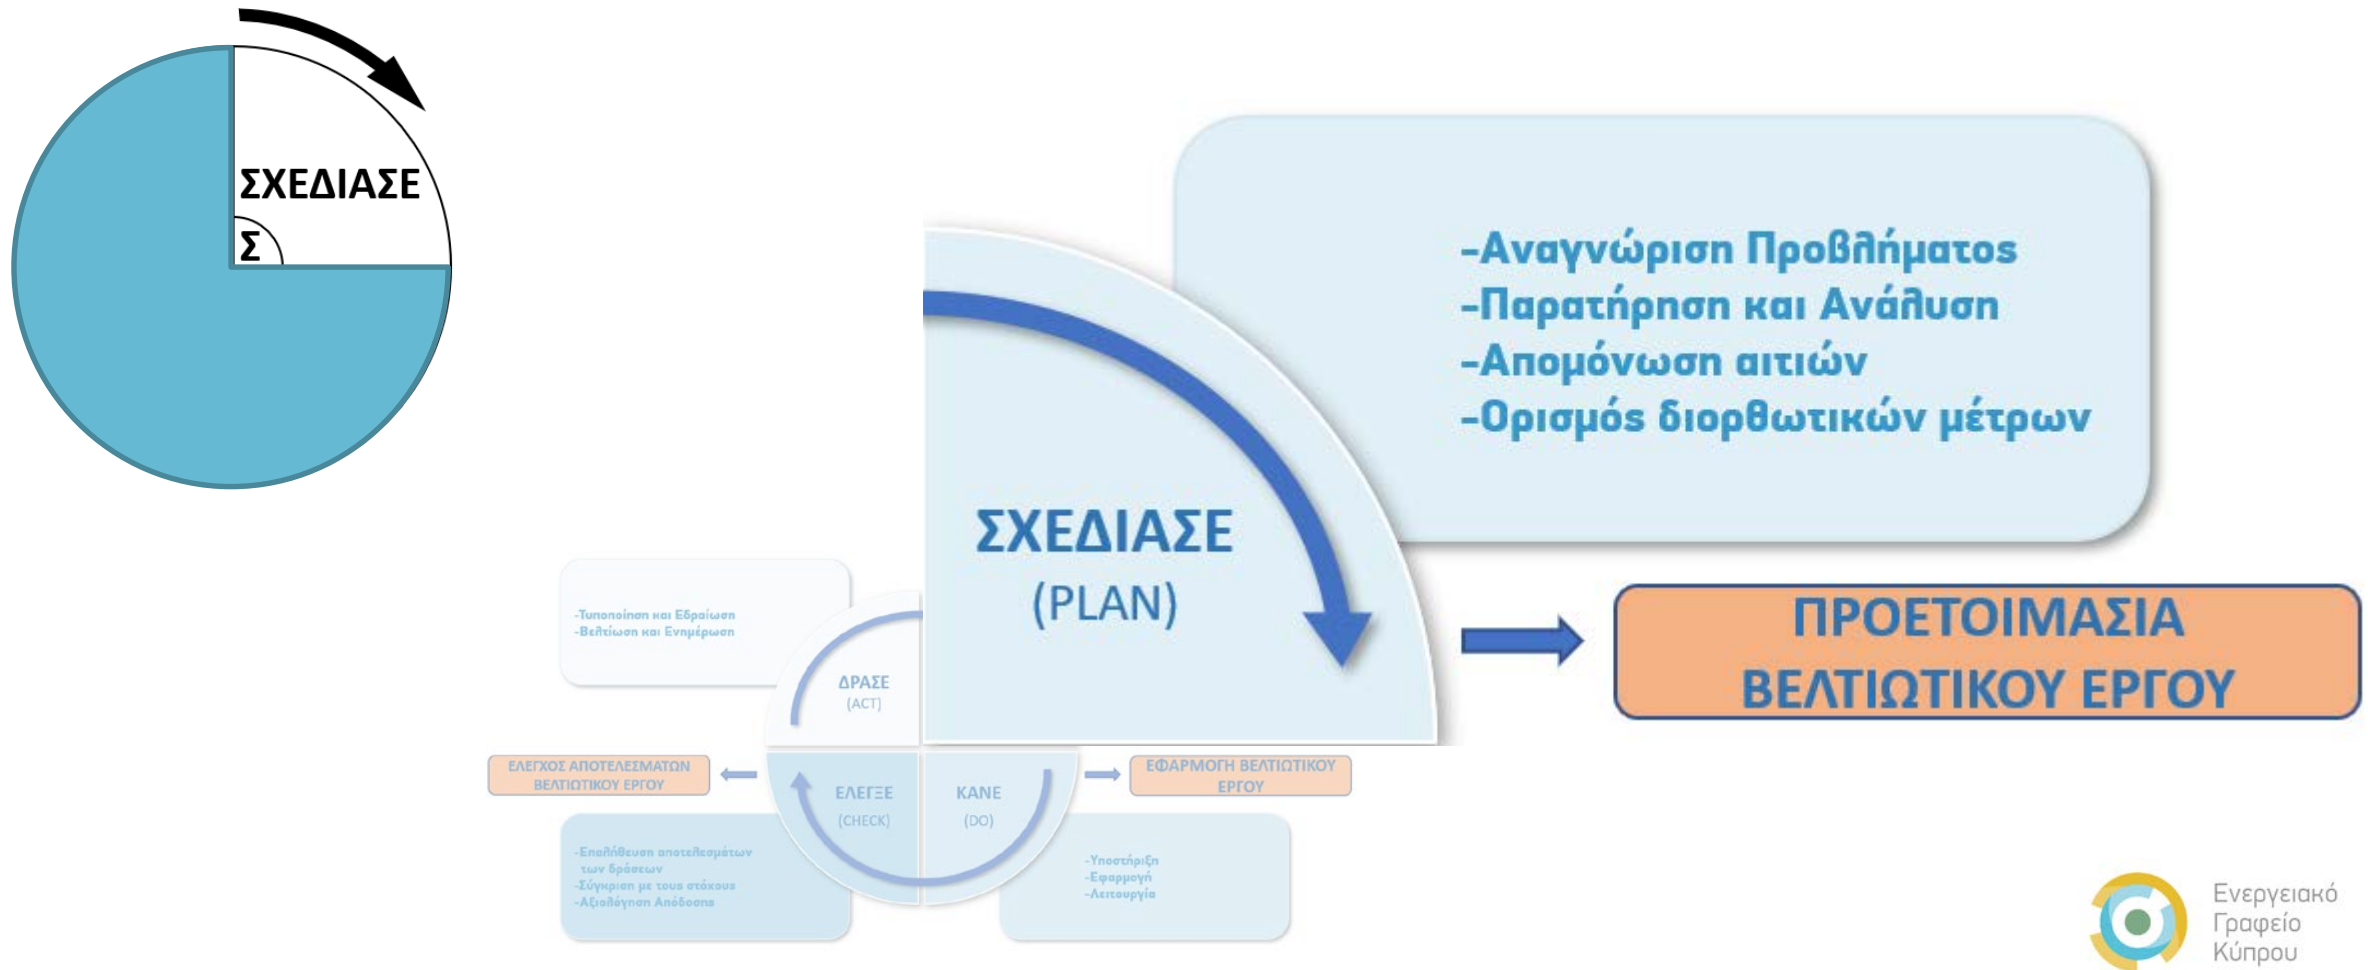 ΣΧΕΔΙΑΣΕ
Σ
-Αναγνώριση Προβλήματος
-Παρατήρηση και Ανάλυση
-Απομόνωση αιτιών
-Ορισμός διορθωτικών μέτρων
ΣΧΕΔΙΑΣΕ
(PLAN)
ΠΡΟΕΤΟΙΜΑΣΙΑ
ΒΕΛΤΙΩΤΙΚΟΥ ΕΡΓΟΥ
-Τυποποίηση και Εδραίωση
-Βελτίωση και Ενημέρωση
ΔΡΑΣΕ
(ACT)
ΕΛΕΓΧΟΣ ΑΠΟΤΕΛΕΣΜΑΤΩΝ
ΒΕΛΤΙΩΤΙΚΟΥ ΕΡΓΟΥ
ΕΛΕΓΞΕ
(CHECK)
ΚΑΝΕ
(DO)
ΕΦΑΡΜΟΓΗ ΒΕΛΤΙΩΤΙΚΟΥ
ΕΡΓΟΥ
-Επαλήθευση αποτελεσμάτων
των δράσεων
-Σύγκριση με τους στόχους
-Αξιολόγηση Απόδοσης
-Υποστήριξη
-Εφαρμογή
-Λειτουργία
Ενεργειακό
Γραφείο
Κύπρου